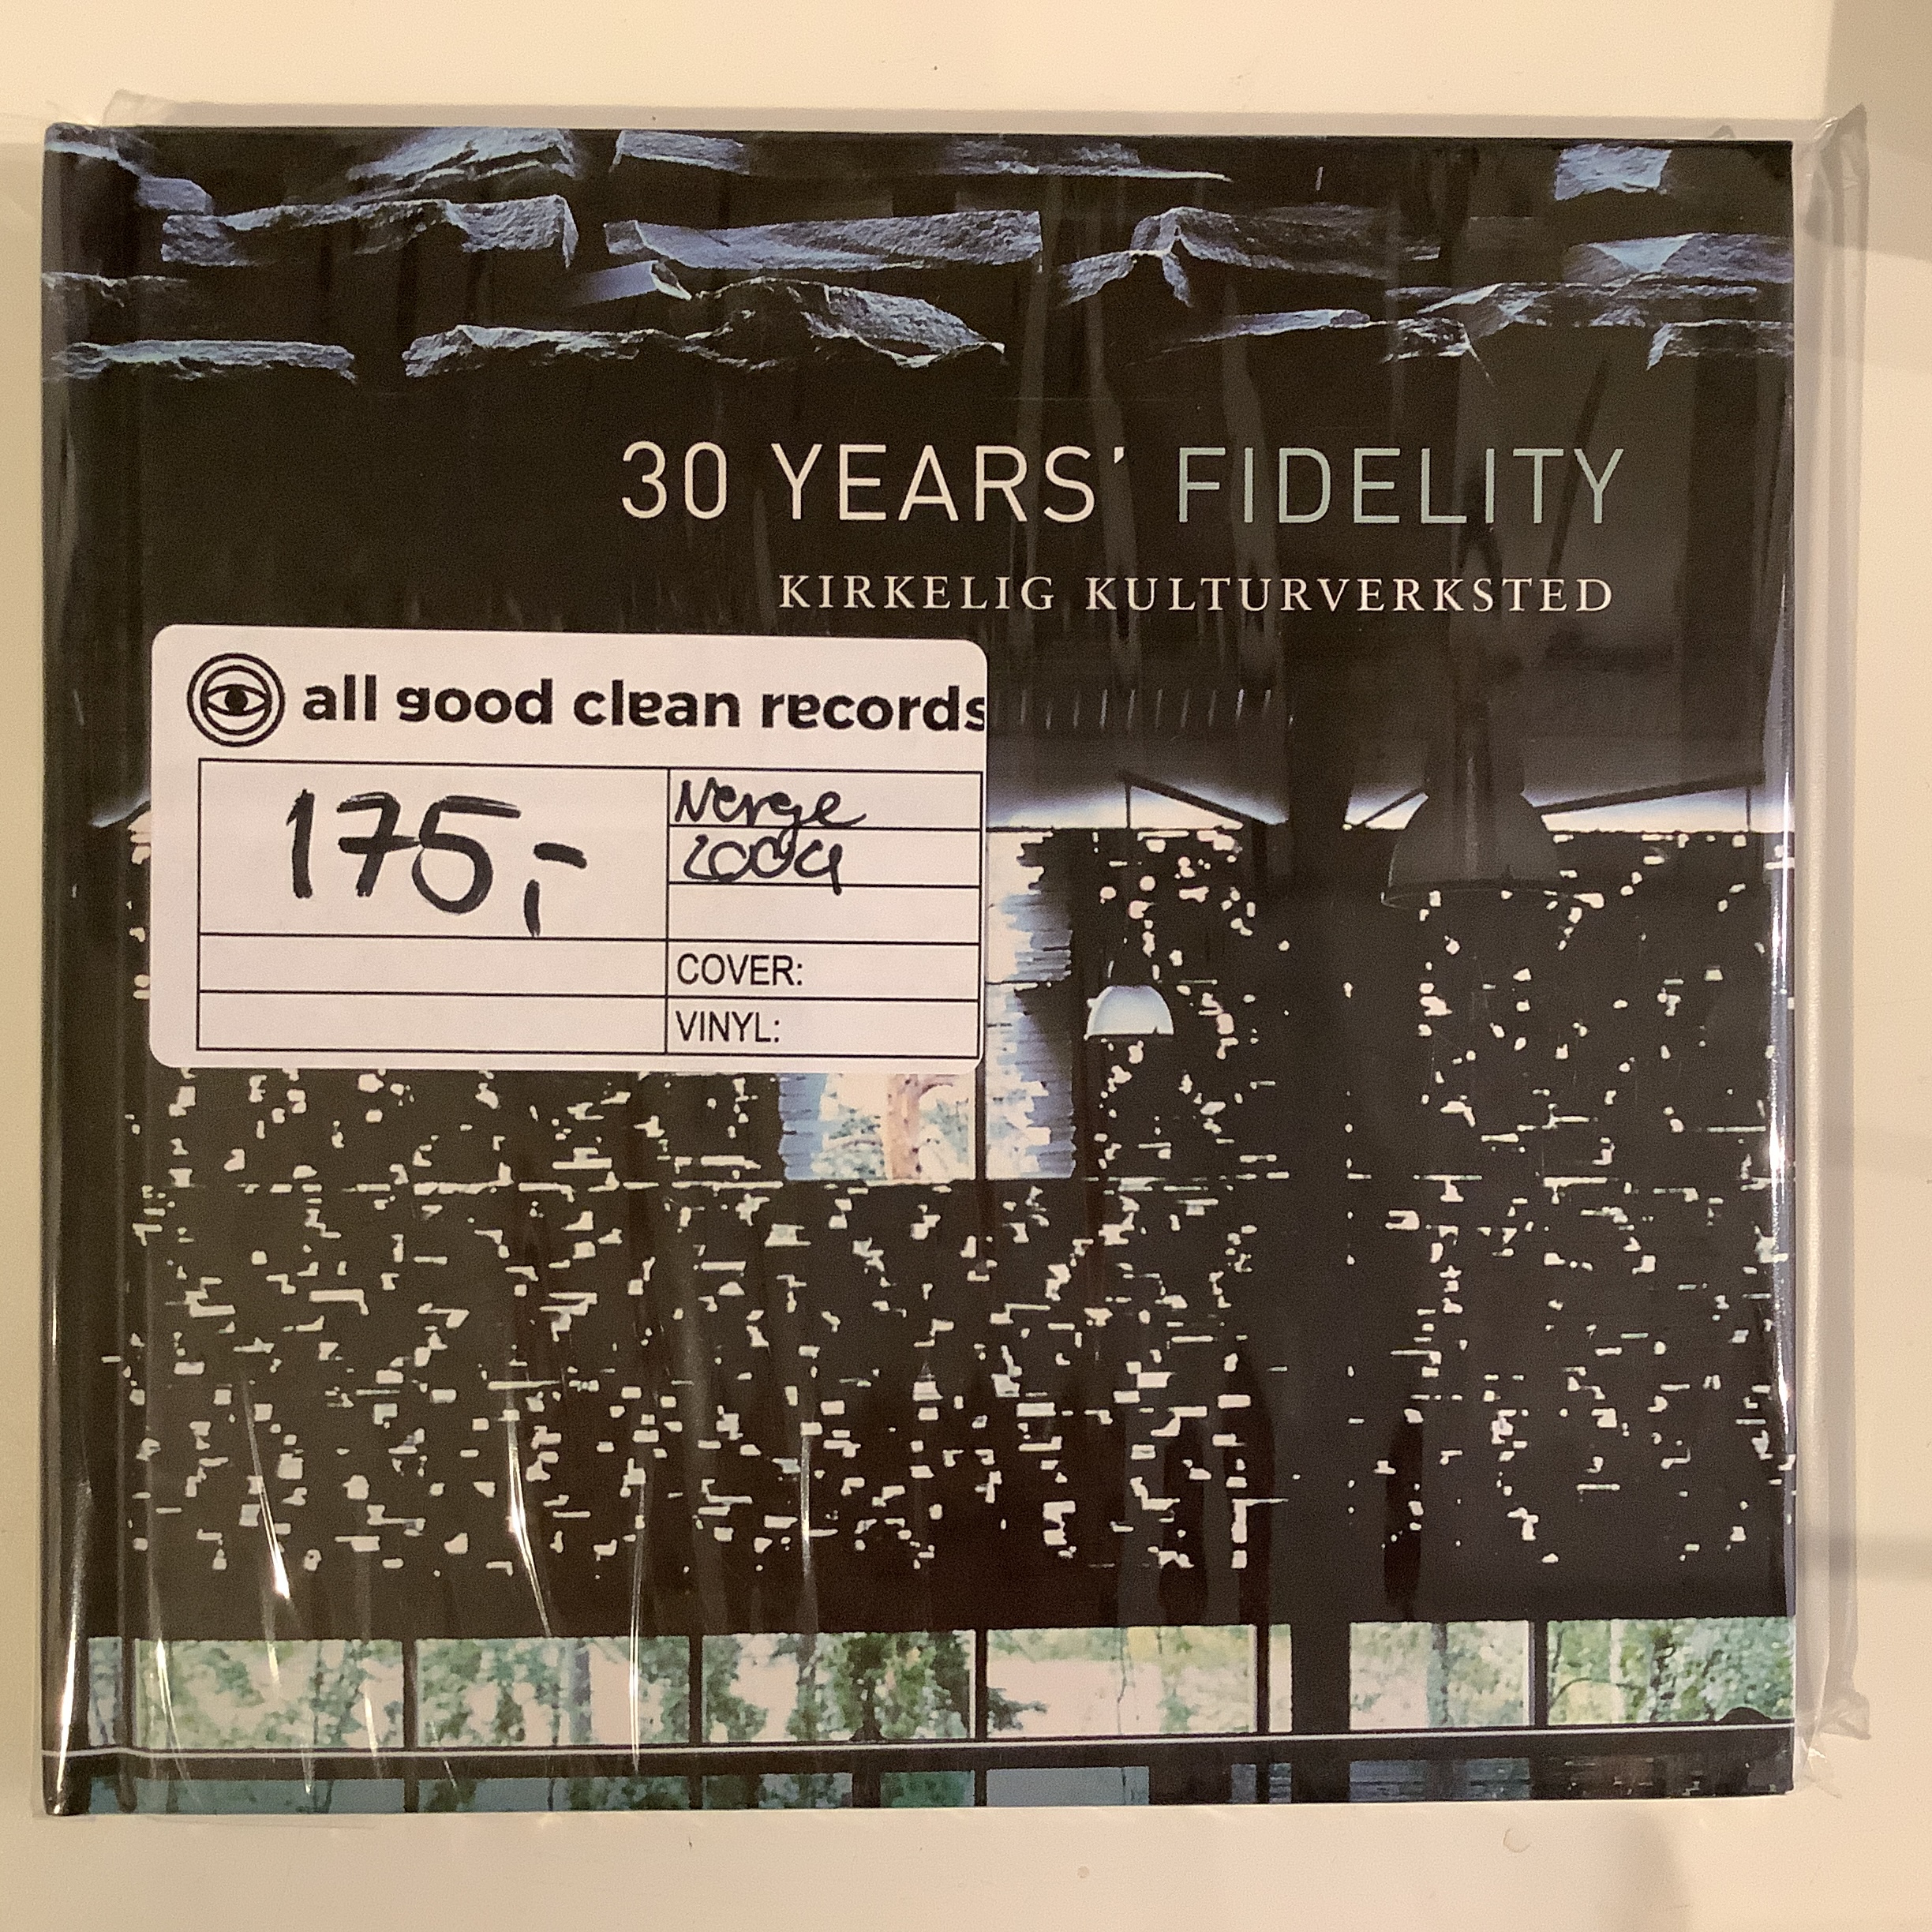 30 YEARS' FIDELITY
KIRKELIG KULTURVERKSTED
all good clean records
175,-
Norge
2004
COVER:
VINYL: